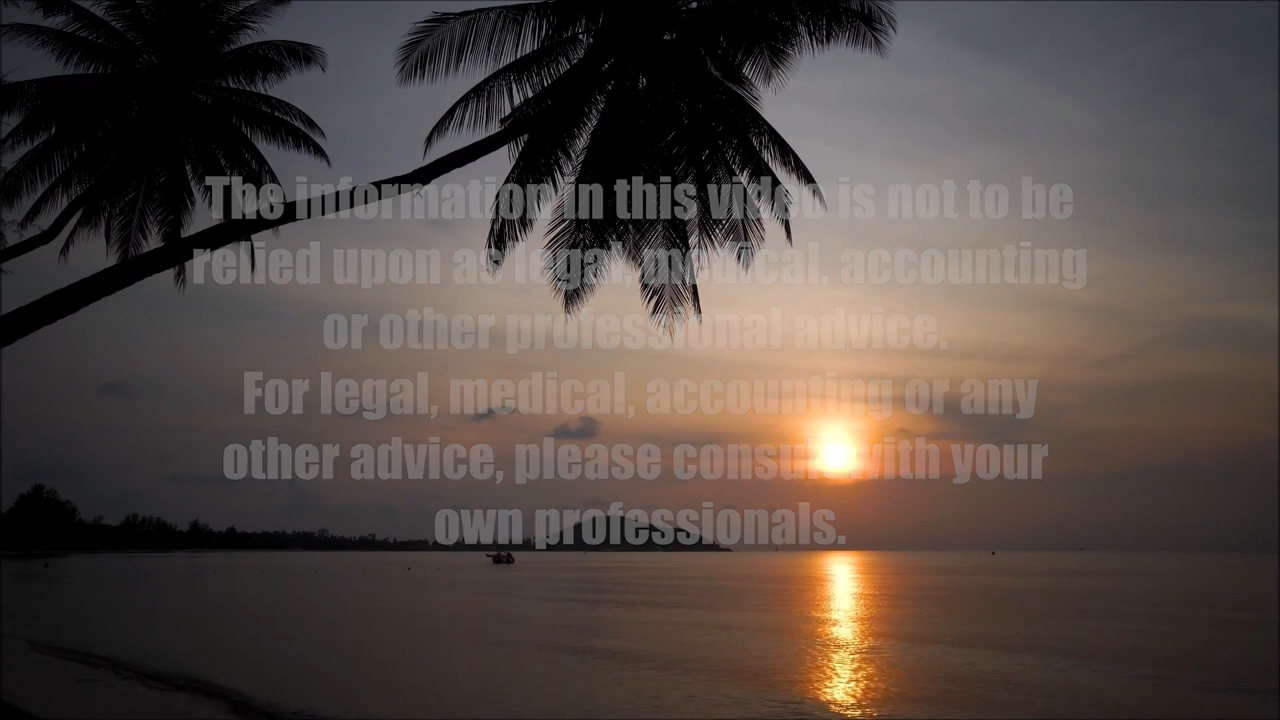 The information in this video is not to be
relied upon as legal, medical, accounting
or other professional advice.
For legal, medical, accounting or any
other advice, please consult with your
own professionals.